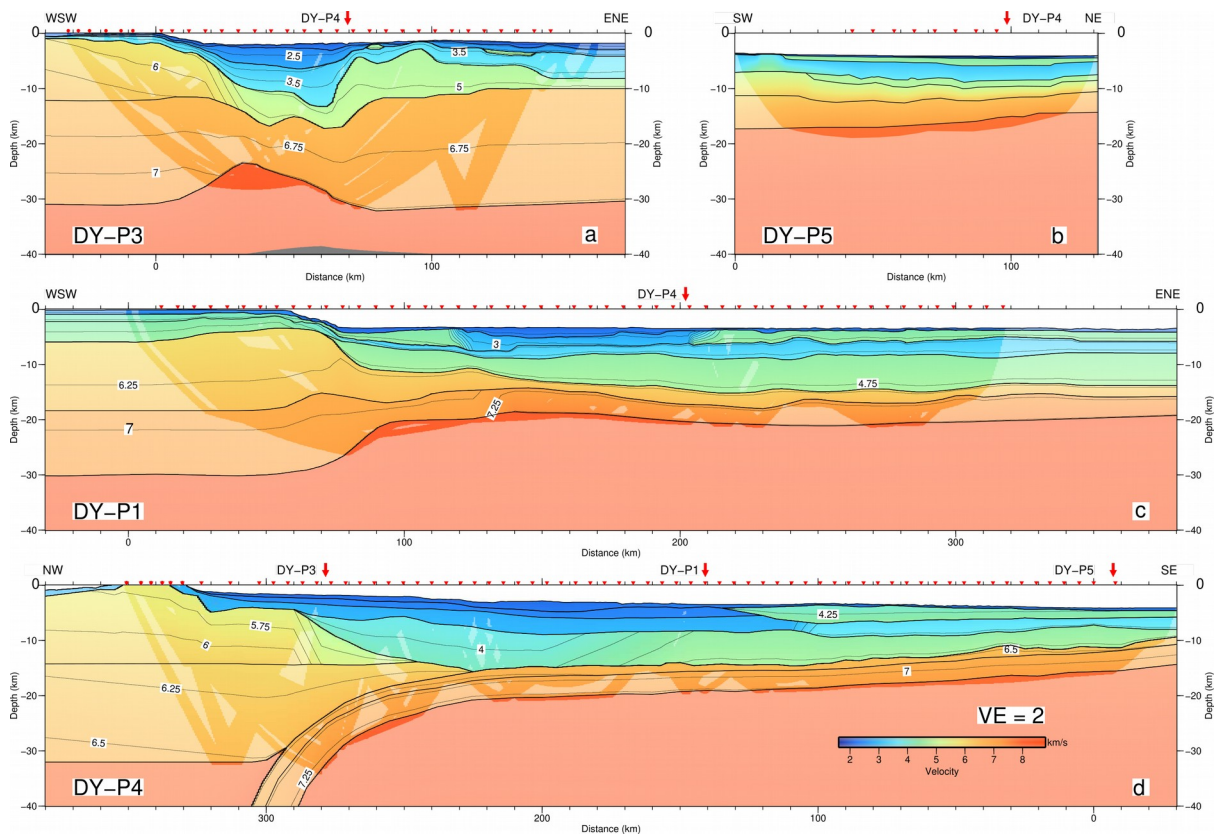 WSW DY-P4 ENE
0 0
2.5 3.5
6
3.5 5
-10 -10
-20 6.75 6.75 -20
7
-30 -30
DY-P3 a
-40 -40
0 100
Distance (km)
Depth (km)
Depth (km)
SW DY-P4 NE
0 0
-10 -10
-20 -20
-30 -30
DY-P5 b
-40 -40
0 100
Distance (km)
Depth (km)
Depth (km)
WSW DY-P4 ENE
0 0
3
-10 -10
6.25 4.75
-20 7.25 -20
7
-30 -30
DY-P1 c
-40 -40
0 100 200 300
Distance (km)
Depth (km)
Depth (km)
NW DY-P3 DY-P1 DY-P5 SE
0 0
4.25
5.75
-10 6 4 6.5 -10
7
-20 6.25 -20
VE = 2
6.5
-30 -30
7.25
km/s
2 3 4 5 6 7 8
Velocity
DY-P4 d
-40 -40
300 200 100 0
Distance (km)
Depth (km)
Depth (km)